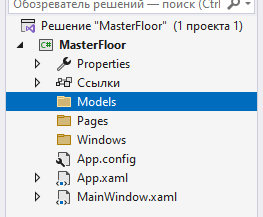 Обозреватель решений — поиск (Ctrl
Решение "MasterFloor" (1 проекта)
C# MasterFloor
Properties
Ссылки
Models
Pages
Windows
App.config
App.xaml
MainWindow.xaml